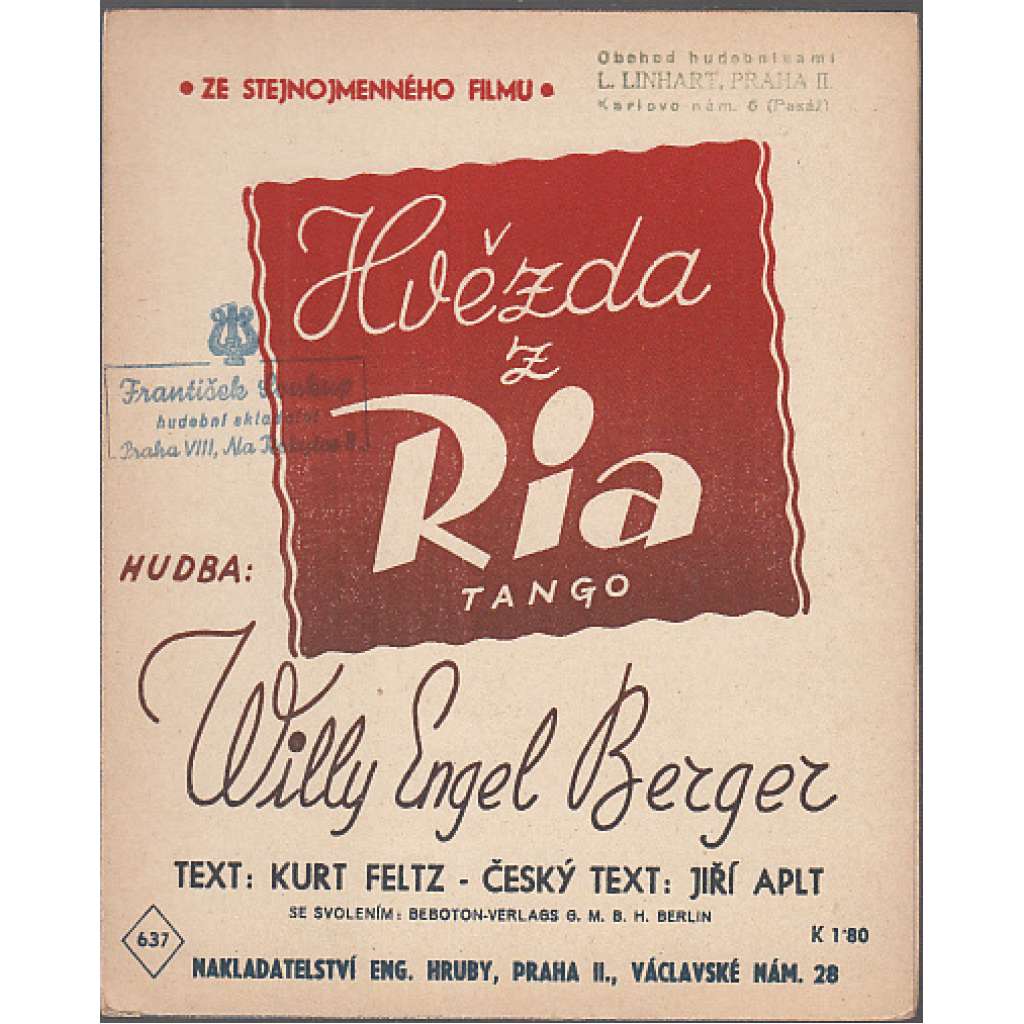 • ZE STEJNOJMENNÉHO FILMU •
Obchod hudebninami
L. LINHART, PRAHA II.
Karlovo nám. 6 (Pasáž)
Hvězda
z
Ria
TANGO
František
hudební
Praha VIII, Na
HUDBA:
Willy Engel Berger
TEXT: KURT FELTZ - ČESKÝ TEXT: JIŘÍ APLT
SE SVOLENÍM: BEBOTON-VERLAGS G. M. B. H. BERLIN
637
K 1·80
NAKLADATELSTVÍ ENG. HRUBY, PRAHA II., VÁCLAVSKÉ NÁM. 28